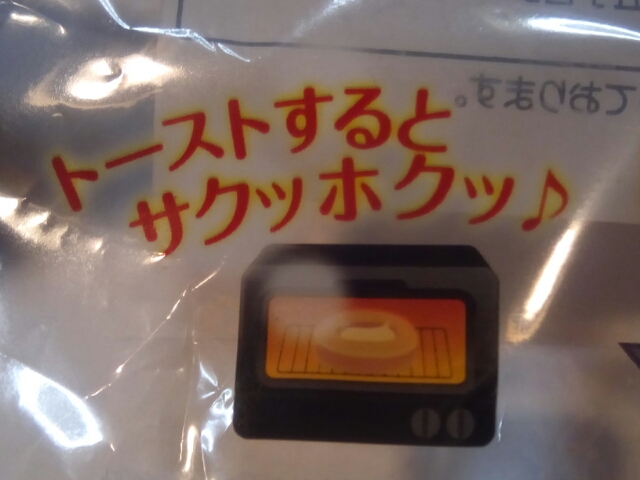 ております。
トーストすると
サクッホクッ♪